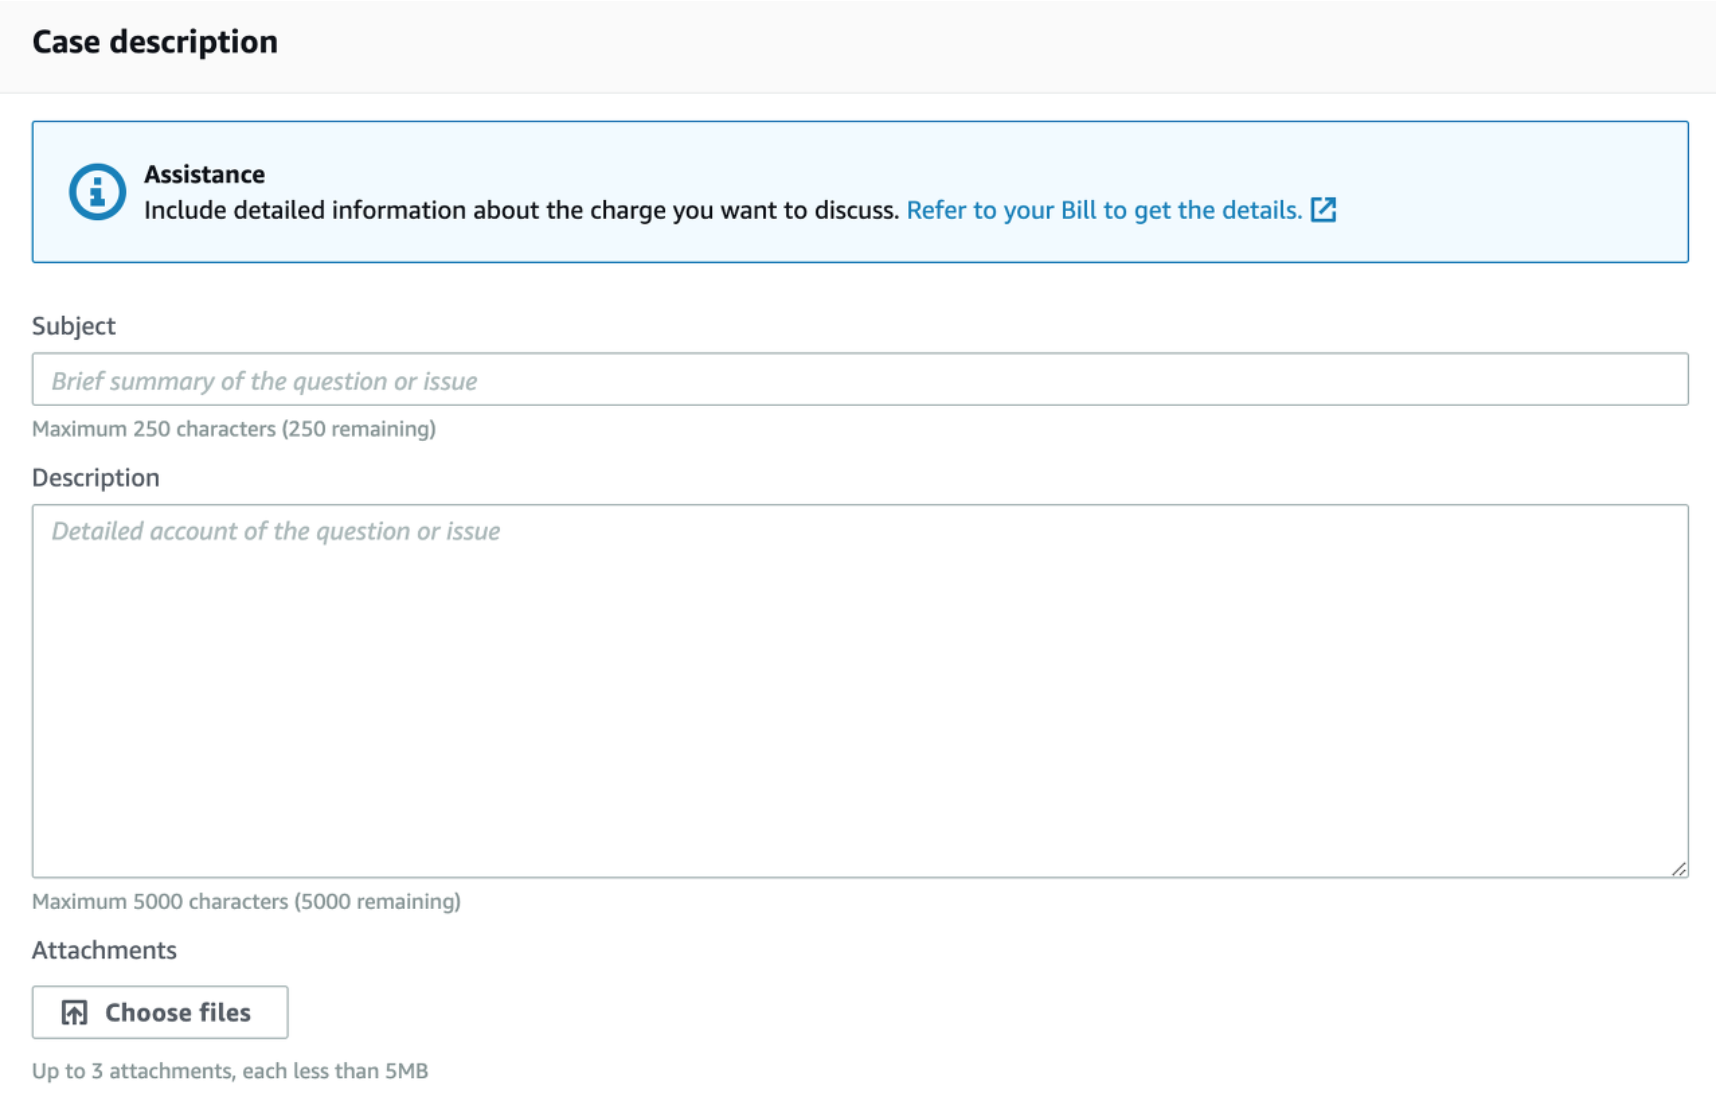 Case description
Assistance
Include detailed information about the charge you want to discuss. Refer to your Bill to get the details.
Subject
Brief summary of the question or issue
Maximum 250 characters (250 remaining)
Description
Detailed account of the question or issue
Maximum 5000 characters (5000 remaining)
Attachments
Choose files
Up to 3 attachments, each less than 5MB